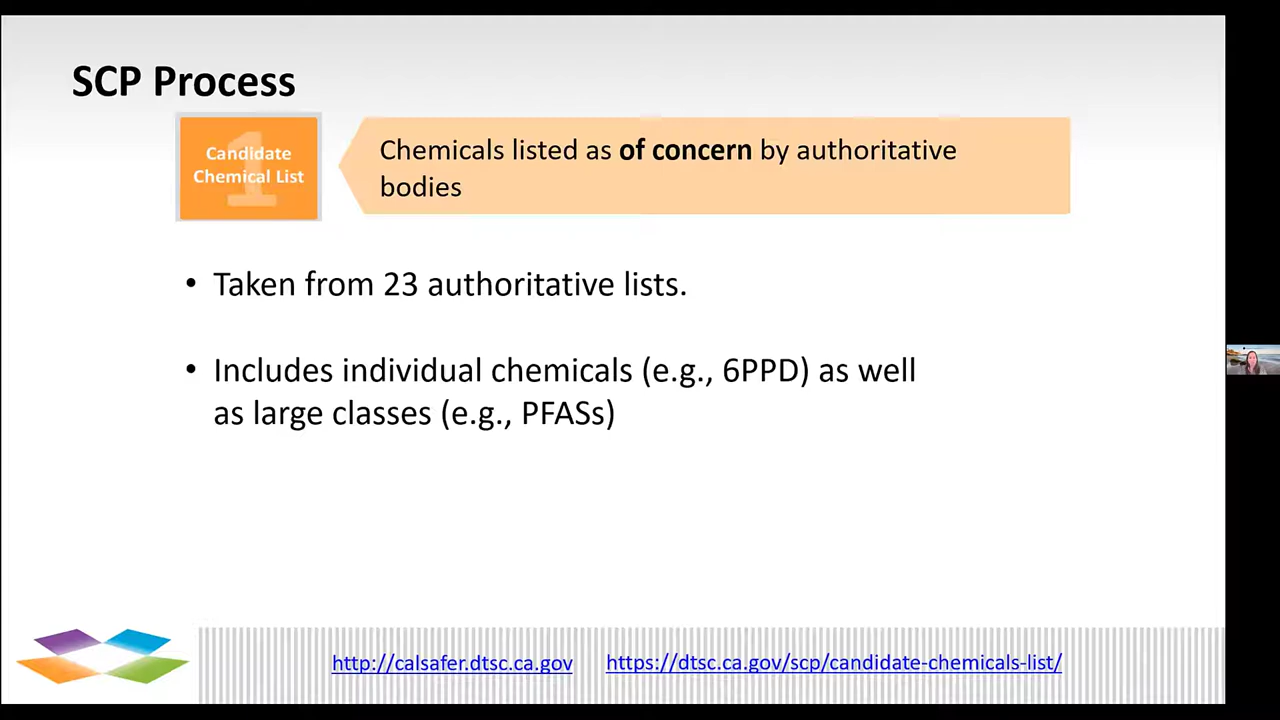 SCP Process
1
Candidate
Chemical List
Chemicals listed as of concern by authoritative
bodies
• Taken from 23 authoritative lists.
• Includes individual chemicals (e.g., 6PPD) as well
as large classes (e.g., PFASs)
http://calsafer.dtsc.ca.gov
https://dtsc.ca.gov/scp/candidate-chemicals-list/